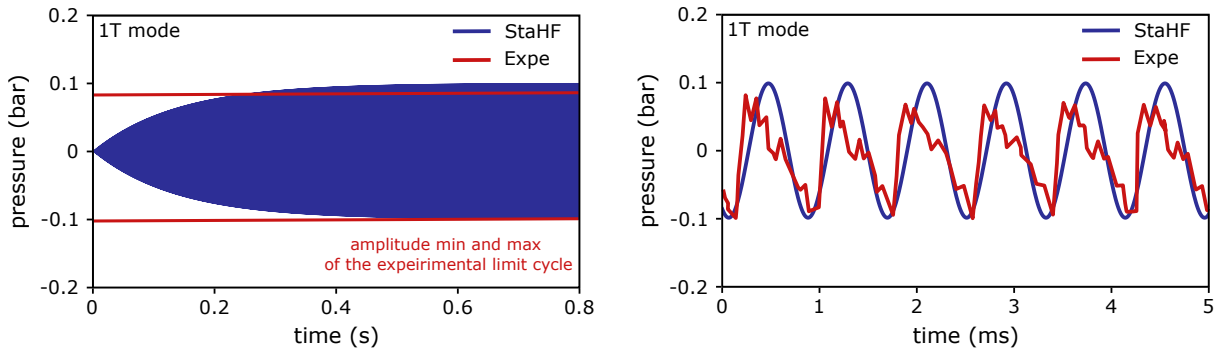 0.2
1T mode
StaHF
Expe
0.1
0
-0.1
-0.2
pressure (bar)
amplitude min and max
of the expeirimental limit cycle
0
0.2
0.4
0.6
0.8
time (s)
0.2
1T mode
StaHF
Expe
0.1
0
-0.1
-0.2
pressure (bar)
0
1
2
3
4
5
time (ms)